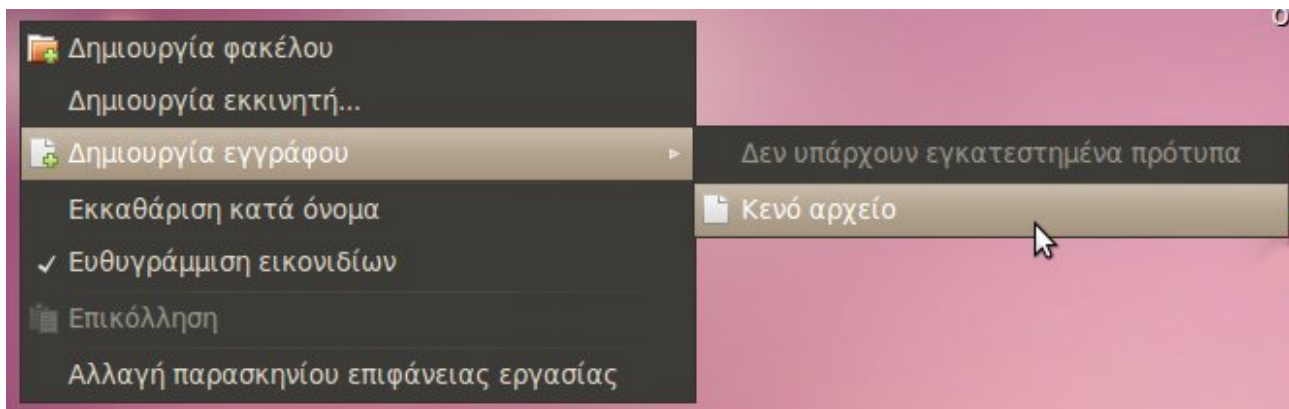 Δημιουργία φακέλου
Δημιουργία εκκινητή...
Δημιουργία εγγράφου
Δεν υπάρχουν εγκατεστημένα πρότυπα
Κενό αρχείο
Εκκαθάριση κατά όνομα
Ευθυγράμμιση εικονιδίων
Επικόλληση
Αλλαγή παρασκηνίου επιφάνειας εργασίας